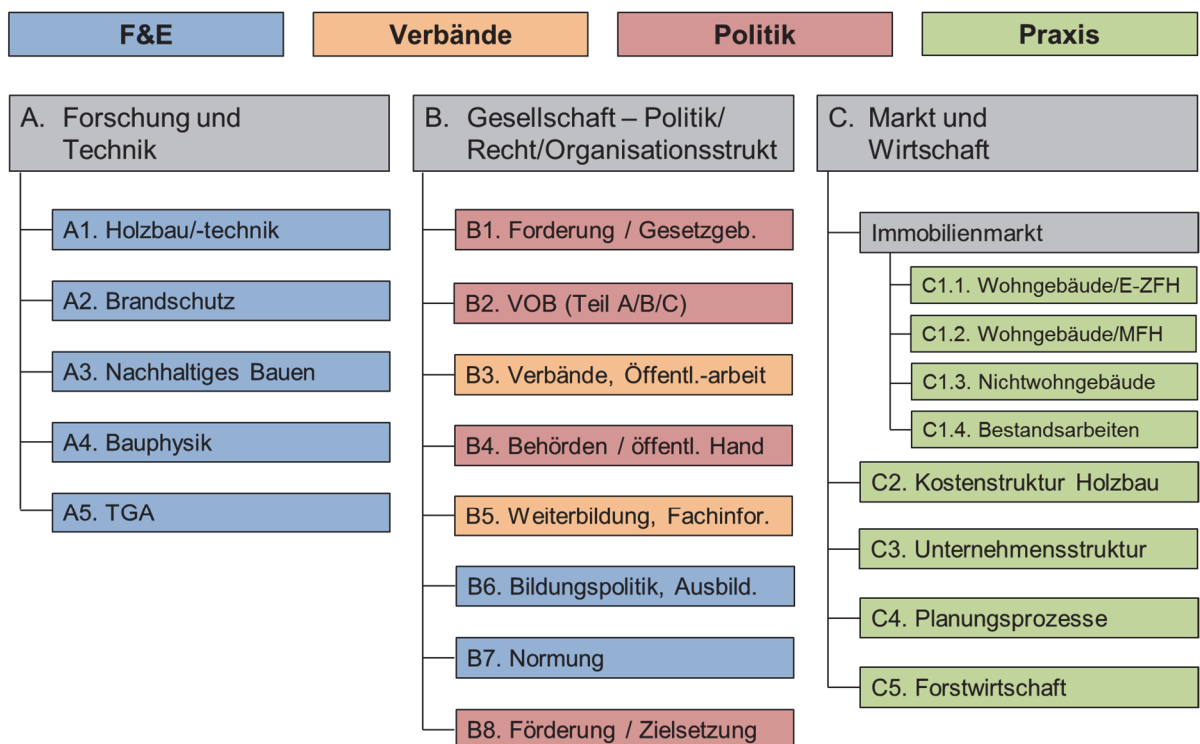 F&E
Verbände
Politik
Praxis
A. Forschung und
Technik
A1. Holzbau/-technik
A2. Brandschutz
A3. Nachhaltiges Bauen
A4. Bauphysik
A5. TGA
B. Gesellschaft – Politik/
Recht/Organisationsstrukt
B1. Forderung / Gesetzgeb.
B2. VOB (Teil A/B/C)
B3. Verbände, Öffentl.-arbeit
B4. Behörden / öffentl. Hand
B5. Weiterbildung, Fachinfor.
B6. Bildungspolitik, Ausbild.
B7. Normung
B8. Förderung / Zielsetzung
C. Markt und
Wirtschaft
Immobilienmarkt
C1.1. Wohngebäude/E-ZFH
C1.2. Wohngebäude/MFH
C1.3. Nichtwohngebäude
C1.4. Bestandsarbeiten
C2. Kostenstruktur Holzbau
C3. Unternehmensstruktur
C4. Planungsprozesse
C5. Forstwirtschaft